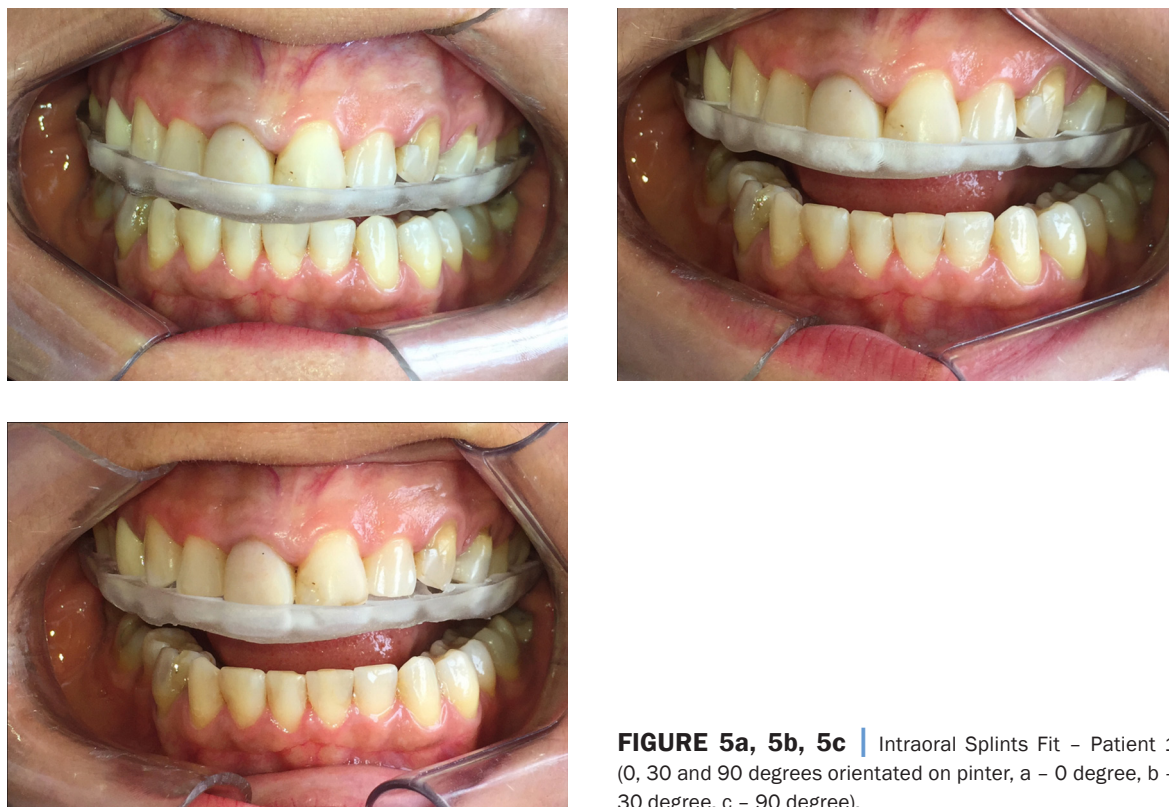 FIGURE 5a, 5b, 5c | Intraoral Splints Fit – Patient 1
(0, 30 and 90 degrees orientated on pinter, a – 0 degree, b –
30 degree, c – 90 degree).